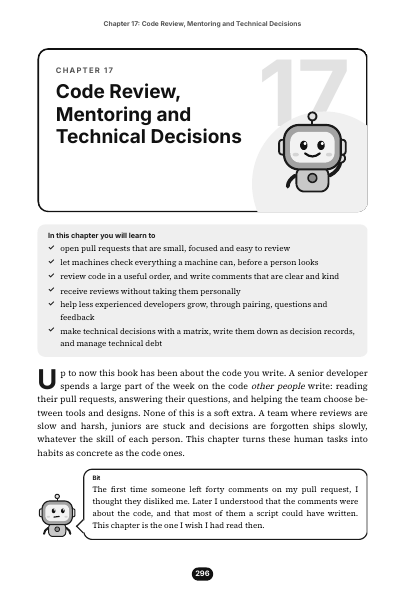 Chapter 17: Code Review, Mentoring and Technical Decisions
17
CHAPTER 17
Code Review,
Mentoring and
Technical Decisions
In this chapter you will learn to
✓ open pull requests that are small, focused and easy to review
✓ let machines check everything a machine can, before a person looks
✓ review code in a useful order, and write comments that are clear and kind
✓ receive reviews without taking them personally
✓ help less experienced developers grow, through pairing, questions and
feedback
✓ make technical decisions with a matrix, write them down as decision records,
and manage technical debt
Up to now this book has been about the code you write. A senior developer
spends a large part of the week on the code other people write: reading
their pull requests, answering their questions, and helping the team choose be-
tween tools and designs. None of this is a soft extra. A team where reviews are
slow and harsh, juniors are stuck and decisions are forgotten ships slowly,
whatever the skill of each person. This chapter turns these human tasks into
habits as concrete as the code ones.
Bit
The first time someone left forty comments on my pull request, I
thought they disliked me. Later I understood that the comments were
about the code, and that most of them a script could have written.
This chapter is the one I wish I had read then.
296